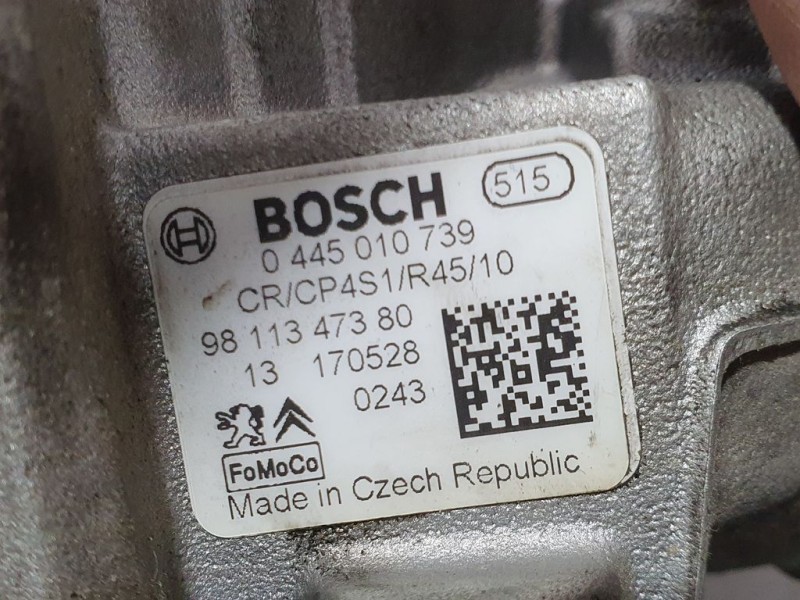 BOSCH 515
0 445 010 739
CR/CP4S1/R45/10
98 113 473 80
13 170528
0243
FoMoCo
Made in Czech Republic